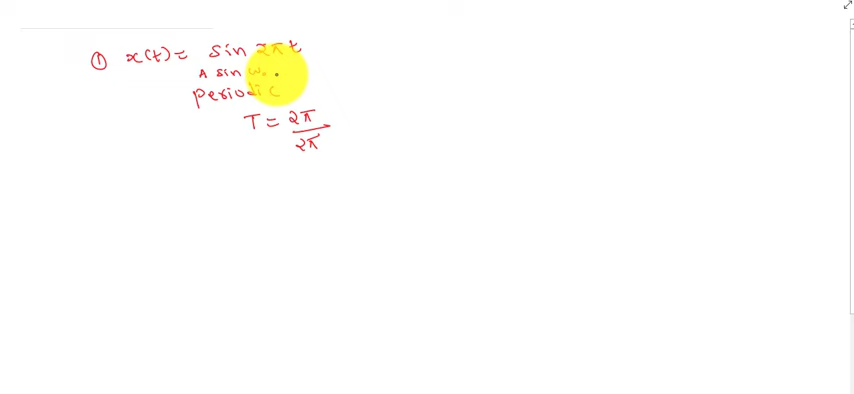 ① x(t) = sin 2πt
A sin ω₀
periodic
T = 2π/2π